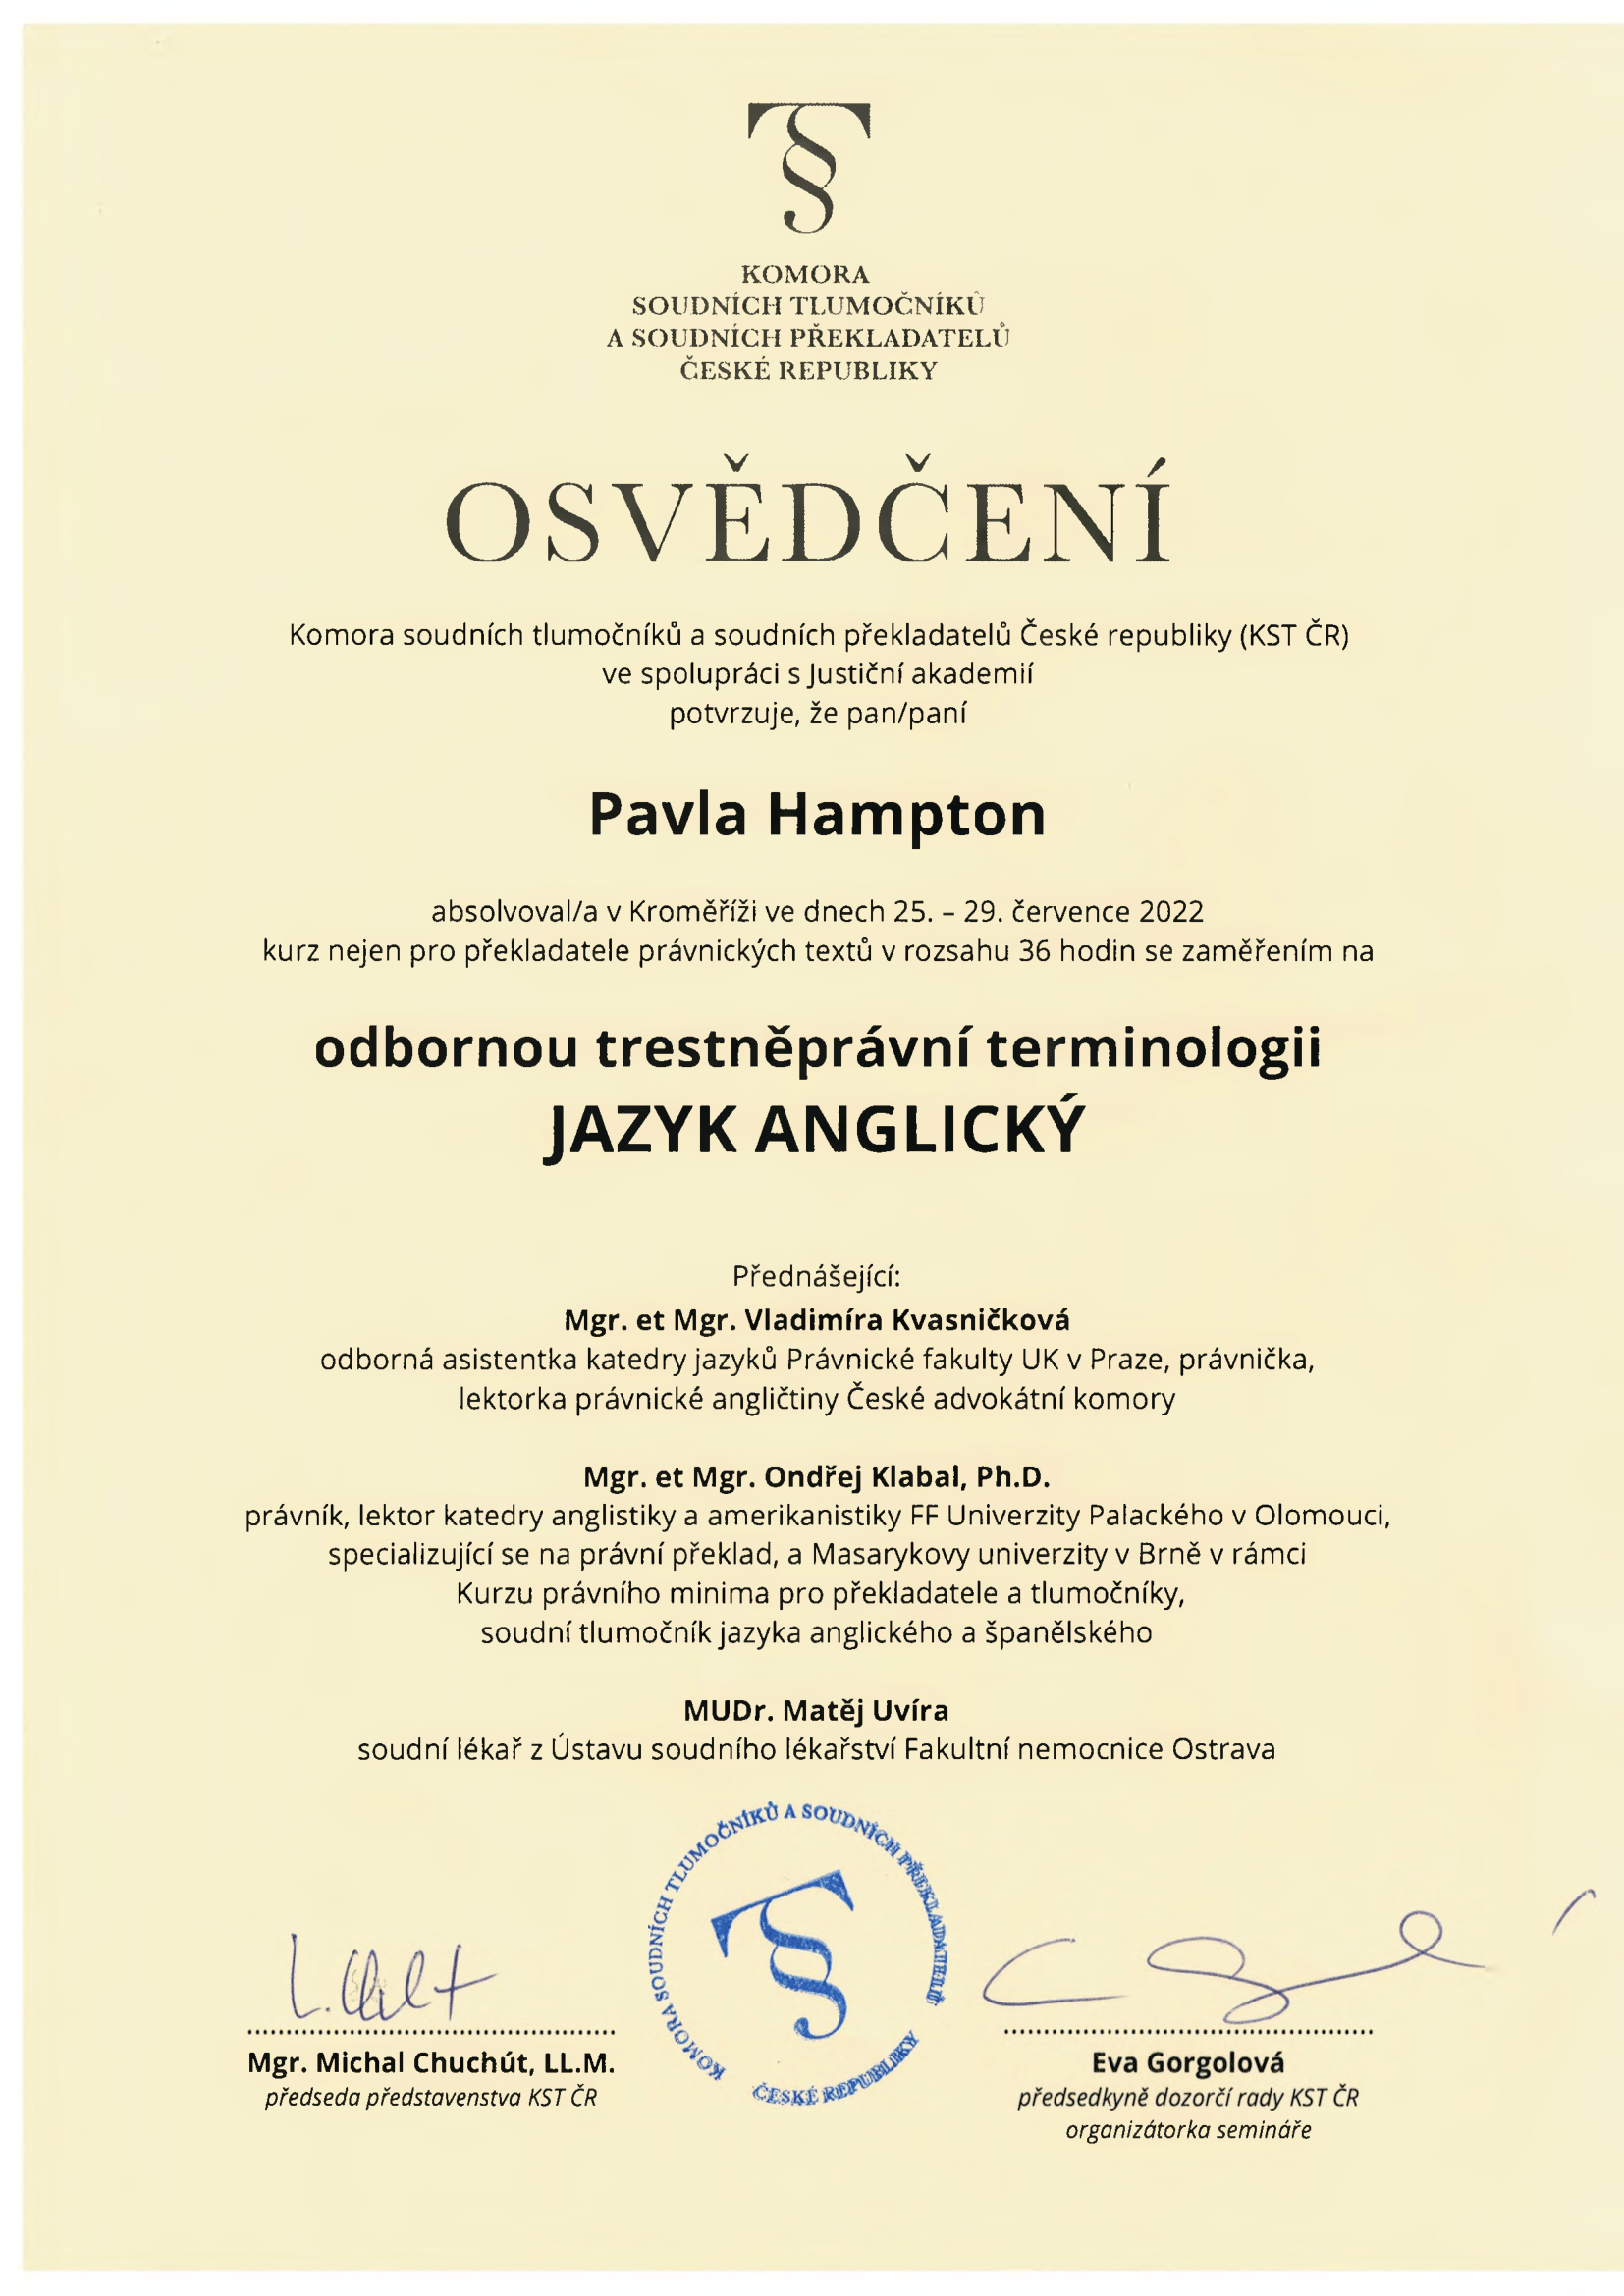 KOMORA
SOUDNÍCH TLUMOČNÍKŮ
A SOUDNÍCH PŘEKLADATELŮ
ČESKÉ REPUBLIKY
OSVĚDČENÍ
Komora soudních tlumočníků a soudních překladatelů České republiky (KST ČR)
ve spolupráci s Justiční akademií
potvrzuje, že pan/paní
Pavla Hampton
absolvoval/a v Kroměříži ve dnech 25. – 29. července 2022
kurz nejen pro překladatele právnických textů v rozsahu 36 hodin se zaměřením na
odbornou trestněprávní terminologii
JAZYK ANGLICKÝ
Přednášející:
Mgr. et Mgr. Vladimíra Kvasničková
odborná asistentka katedry jazyků Právnické fakulty UK v Praze, právnička,
lektorka právnické angličtiny České advokátní komory
Mgr. et Mgr. Ondřej Klabal, Ph.D.
právník, lektor katedry anglistiky a amerikanistiky FF Univerzity Palackého v Olomouci,
specializující se na právní překlad, a Masarykovy univerzity v Brně v rámci
Kurzu právního minima pro překladatele a tlumočníky,
soudní tlumočník jazyka anglického a španělského
MUDr. Matěj Uvíra
soudní lékař z Ústavu soudního lékařství Fakultní nemocnice Ostrava
KOMORA SOUDNÍCH TLUMOČNÍKŮ A SOUDNÍCH PŘEKLADATELŮ
ČESKÉ REPUBLIKY
Mgr. Michal Chuchút, LL.M.
předseda představenstva KST ČR
Eva Gorgolová
předsedkyně dozorčí rady KST ČR
organizátorka semináře